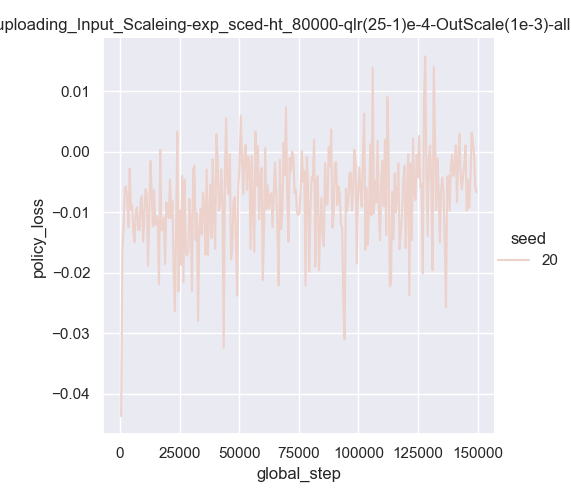 uploading_Input_Scaleing-exp_sced-ht_80000-qlr(25-1)e-4-OutScale(1e-3)-all
0.01
0.00
−0.01
−0.02
−0.03
−0.04
policy_loss
0 25000 50000 75000 100000 125000 150000
global_step
seed
20